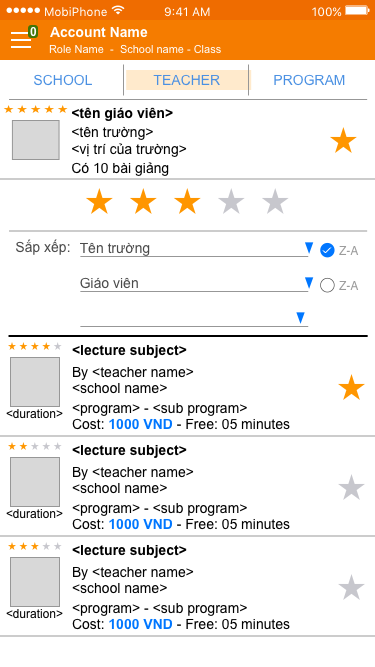 MobiPhone 9:41 AM 100%
0 Account Name
Role Name - School name - Class
SCHOOL TEACHER PROGRAM
<tên giáo viên>
<tên trường>
<vị trí của trường>
Có 10 bài giảng
Sắp xếp: Tên trường Z-A
Giáo viên Z-A
<lecture subject>
By <teacher name>
<school name>
<program> - <sub program>
<duration>
Cost: 1000 VND - Free: 05 minutes
<lecture subject>
By <teacher name>
<school name>
<program> - <sub program>
<duration>
Cost: 1000 VND - Free: 05 minutes
<lecture subject>
By <teacher name>
<school name>
<program> - <sub program>
<duration>
Cost: 1000 VND - Free: 05 minutes